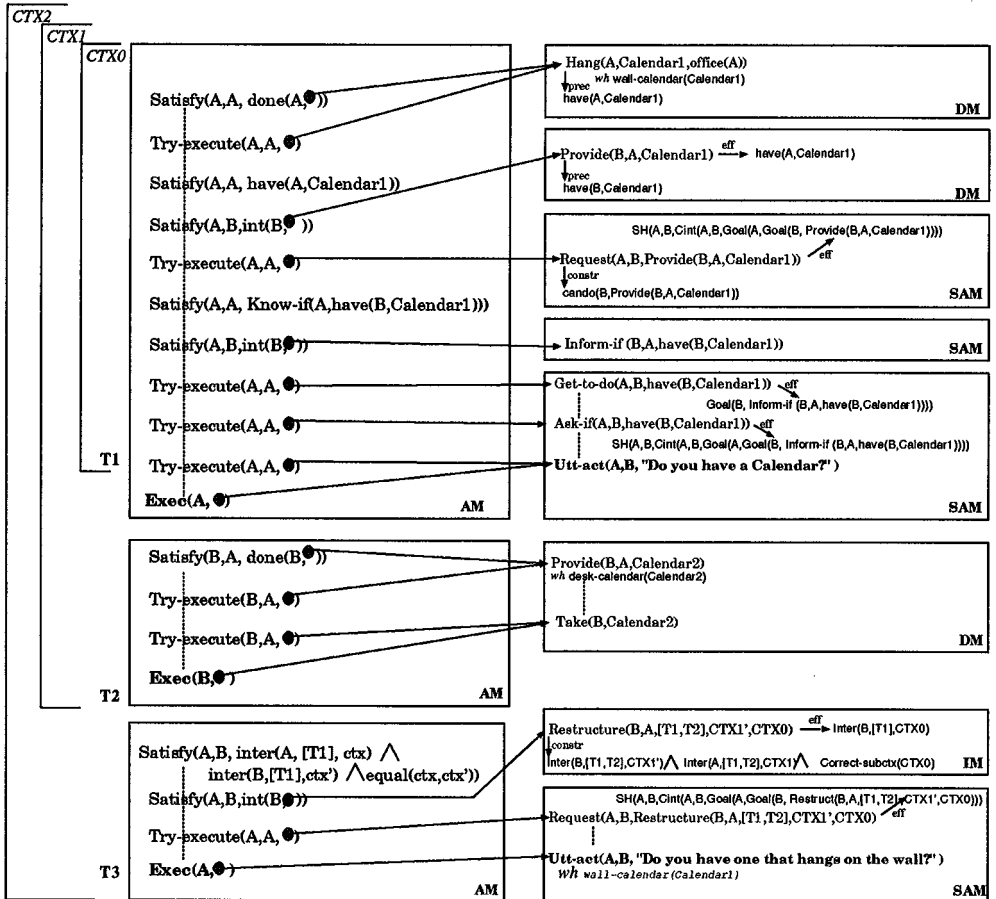 CTX2
CTX1
CTX0
Satisfy(A,A, done(A,●))
Try-execute(A,A, ●)
Satisfy(A,A, have(A,Calendar1))
Satisfy(A,B,int(B,●))
Try-execute(A,A, ●)
Satisfy(A,A, Know-if(A,have(B,Calendar1)))
Satisfy(A,B,int(B,●))
Try-execute(A,A, ●)
Try-execute(A,A, ●)
Try-execute(A,A, ●)
Exec(A, ●)
AM
T1
Hang(A,Calendar1,office(A))
prec
wh wall-calendar(Calendar1)
have(A,Calendar1)
DM
Provide(B,A,Calendar1) eff have(A,Calendar1)
prec
have(B,Calendar1)
DM
SH(A,B,Cint(A,B,Goal(A,Goal(B, Provide(B,A,Calendar1))))
Request(A,B,Provide(B,A,Calendar1)) eff
constr
cando(B,Provide(B,A,Calendar1))
SAM
Inform-if (B,A,have(B,Calendar1))
SAM
Get-to-do(A,B,have(B,Calendar1)) eff
Goal(B, Inform-if (B,A,have(B,Calendar1))))
Ask-if(A,B,have(B,Calendar1)) eff
SH(A,B,Cint(A,B,Goal(A,Goal(B, Inform-if (B,A,have(B,Calendar1))))
Utt-act(A,B, "Do you have a Calendar?" )
SAM
Satisfy(B,A, done(B,●))
Try-execute(B,A, ●)
Try-execute(B,A, ●)
Exec(B,●)
AM
T2
Provide(B,A,Calendar2)
wh desk-calendar(Calendar2)
Take(B,Calendar2)
DM
Satisfy(A,B, inter(A, [T1], ctx) ∧
inter(B,[T1],ctx') ∧equal(ctx,ctx'))
Satisfy(A,B,int(B,●))
Try-execute(A,A, ●)
Exec(A,●)
AM
T3
Restructure(B,A,[T1,T2],CTX1',CTX0) eff Inter(B,[T1],CTX0)
constr
Inter(B,[T1,T2],CTX1')∧ Inter(A,[T1,T2],CTX1)∧ Correct-subctx(CTX0)
IM
SH(A,B,Cint(A,B,Goal(A,Goal(B, Restruct(B,A,[T1,T2],CTX1',CTX0)))
Request(A,B,Restructure(B,A,[T1,T2],CTX1',CTX0) eff
Utt-act(A,B, "Do you have one that hangs on the wall?" )
wh wall-calendar(Calendar1)
SAM